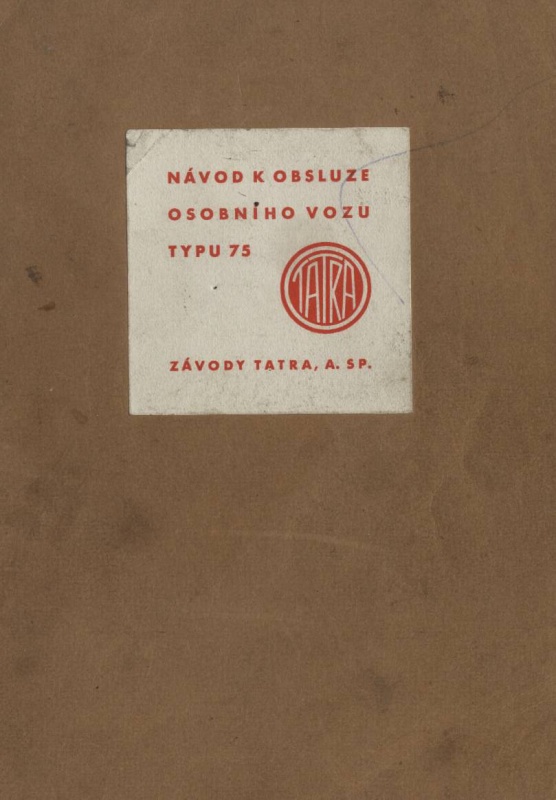 NÁVOD K OBSLUZE
OSOBNÍHO VOZU
TYPU 75
TATRA
ZÁVODY TATRA, A. SP.